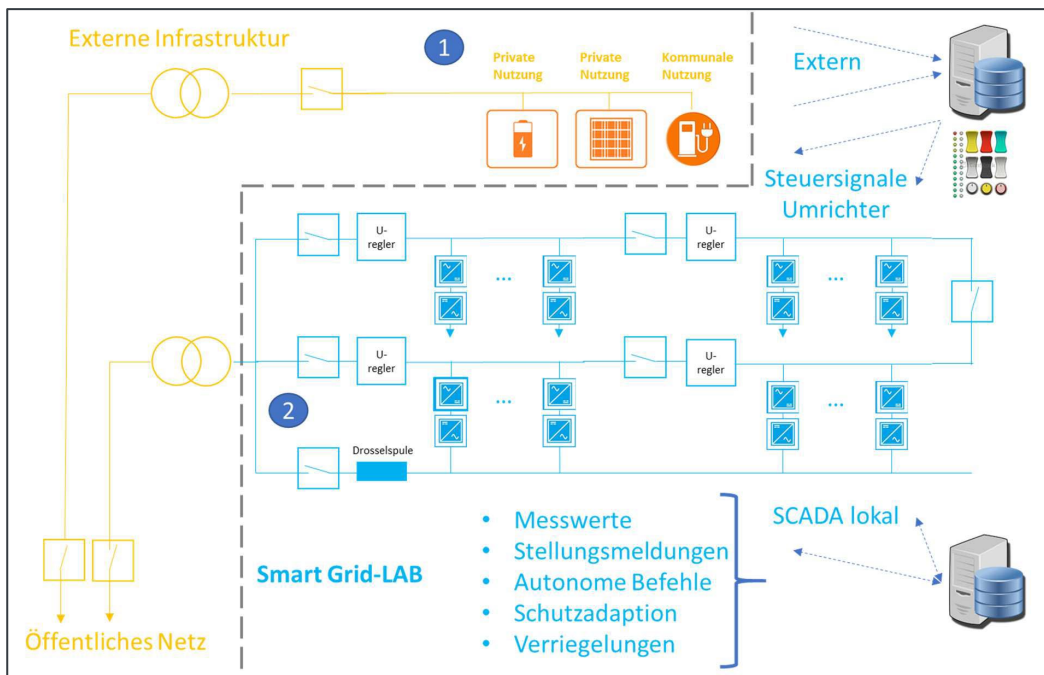 Externe Infrastruktur
1
Private
Nutzung
Private
Nutzung
Kommunale
Nutzung
Extern
Steuersignale
Umrichter
U-
regler
U-
regler
...
...
U-
regler
U-
regler
...
...
2
Drosselspule
Smart Grid-LAB
• Messwerte
• Stellungsmeldungen
• Autonome Befehle
• Schutzadaption
• Verriegelungen
SCADA lokal
Öffentliches Netz